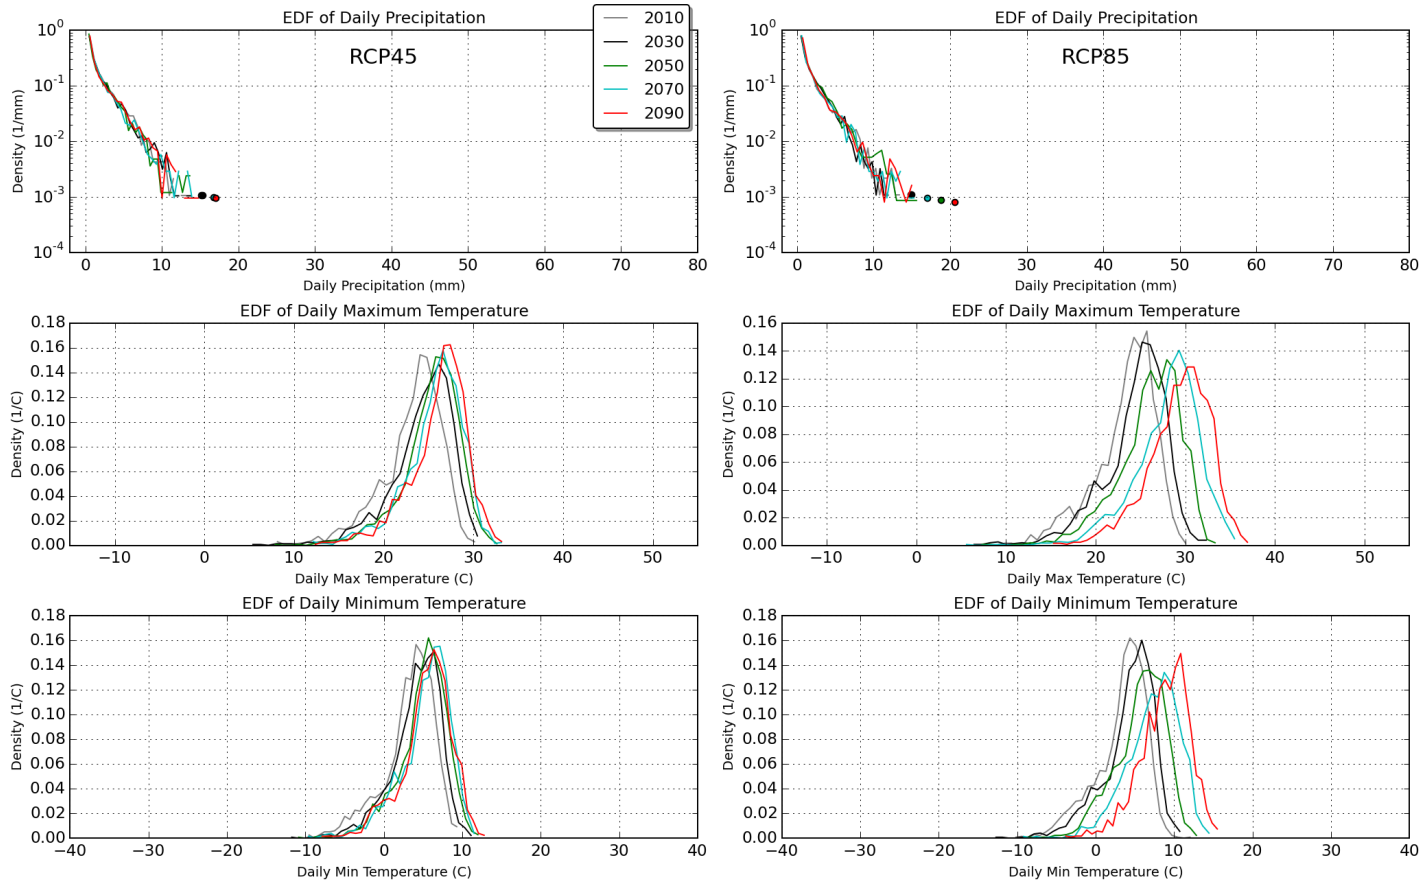 EDF of Daily Precipitation
RCP45
2010
2030
2050
2070
2090
Density (1/mm)
10^0
10^-1
10^-2
10^-3
10^-4
0 10 20 30 40 50 60 70 80
Daily Precipitation (mm)
EDF of Daily Precipitation
RCP85
Density (1/mm)
10^0
10^-1
10^-2
10^-3
10^-4
0 10 20 30 40 50 60 70 80
Daily Precipitation (mm)
EDF of Daily Maximum Temperature
Density (1/C)
0.18
0.16
0.14
0.12
0.10
0.08
0.06
0.04
0.02
0.00
−10 0 10 20 30 40 50
Daily Max Temperature (C)
EDF of Daily Maximum Temperature
Density (1/C)
0.16
0.14
0.12
0.10
0.08
0.06
0.04
0.02
0.00
−10 0 10 20 30 40 50
Daily Max Temperature (C)
EDF of Daily Minimum Temperature
Density (1/C)
0.18
0.16
0.14
0.12
0.10
0.08
0.06
0.04
0.02
0.00
−40 −30 −20 −10 0 10 20 30 40
Daily Min Temperature (C)
EDF of Daily Minimum Temperature
Density (1/C)
0.18
0.16
0.14
0.12
0.10
0.08
0.06
0.04
0.02
0.00
−40 −30 −20 −10 0 10 20 30 40
Daily Min Temperature (C)